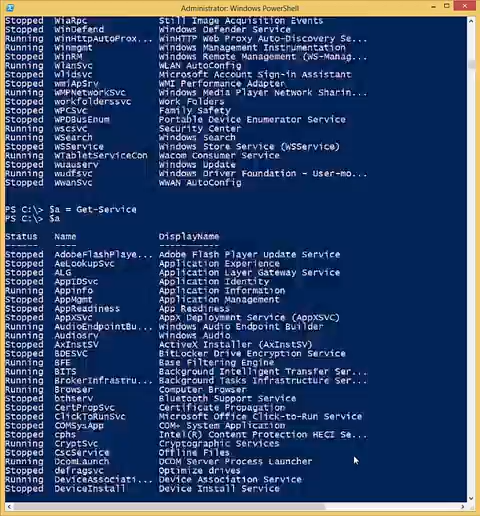 Administrator: Windows PowerShell
Stopped WiaRpc Still Image Acquisition Events
Stopped WinDefend Windows Defender Service
Running WinHttpAutoProx... WinHTTP Web Proxy Auto-Discovery Se...
Running Winmgmt Windows Management Instrumentation
Stopped WinRM Windows Remote Management (WS-Manag...
Running WlanSvc WLAN AutoConfig
Stopped wlidsvc Microsoft Account Sign-in Assistant
Stopped wmiApSrv WMI Performance Adapter
Running WMPNetworkSvc Windows Media Player Network Sharin...
Stopped workfolderssvc Work Folders
Stopped WPCSvc Family Safety
Stopped WPDBusEnum Portable Device Enumerator Service
Running wscsvc Security Center
Running WSearch Windows Search
Stopped WSService Windows Store Service (WSService)
Running WTabletServiceCon Wacom Consumer Service
Running wuauserv Windows Update
Running wudfsvc Windows Driver Foundation - User-mo...
Stopped WwanSvc WWAN AutoConfig
PS C:\> $a = Get-Service
PS C:\> $a
Status Name DisplayName
------ ---- -----------
Stopped AdobeFlashPlaye... Adobe Flash Player Update Service
Stopped AeLookupSvc Application Experience
Stopped ALG Application Layer Gateway Service
Stopped AppIDSvc Application Identity
Running Appinfo Application Information
Stopped AppMgmt Application Management
Stopped AppReadiness App Readiness
Stopped AppXSvc AppX Deployment Service (AppXSVC)
Running AudioEndpointBu... Windows Audio Endpoint Builder
Running Audiosrv Windows Audio
Stopped AxInstSV ActiveX Installer (AxInstSV)
Stopped BDESVC BitLocker Drive Encryption Service
Running BFE Base Filtering Engine
Running BITS Background Intelligent Transfer Ser...
Running BrokerInfrastru... Background Tasks Infrastructure Ser...
Running Browser Computer Browser
Stopped bthserv Bluetooth Support Service
Stopped CertPropSvc Certificate Propagation
Running ClickToRunSvc Microsoft Office Click-to-Run Service
Stopped COMSysApp COM+ System Application
Running cphs Intel(R) Content Protection HECI Se...
Running CryptSvc Cryptographic Services
Running CscService Offline Files
Running DcomLaunch DCOM Server Process Launcher
Stopped defragsvc Optimize drives
Running DeviceAssociati... Device Association Service
Stopped DeviceInstall Device Install Service